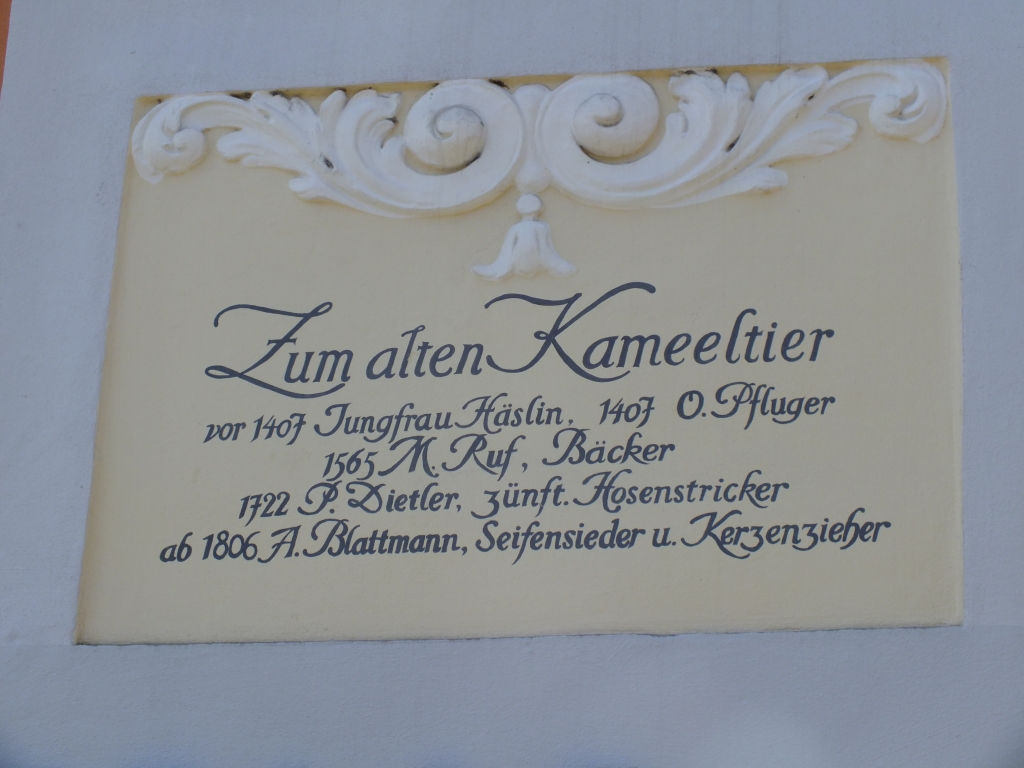 Zum alten Kameeltier
vor 1407 Jungfrau Häslin, 1407 O. Pfluger
1565 M. Ruf, Bäcker
1722 P. Dietler, zünft. Hosenstricker
ab 1806 A. Blattmann, Seifensieder u. Kerzenzieher